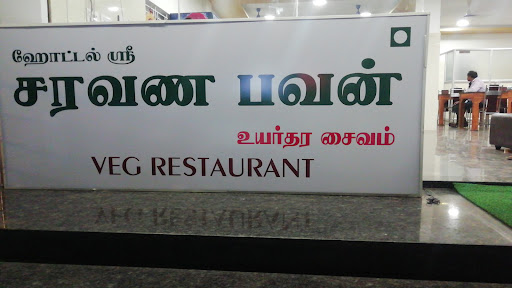 ஹோட்டல் ஸ்ரீ
சரவண பவன்
உயர்தர சைவம்
VEG RESTAURANT